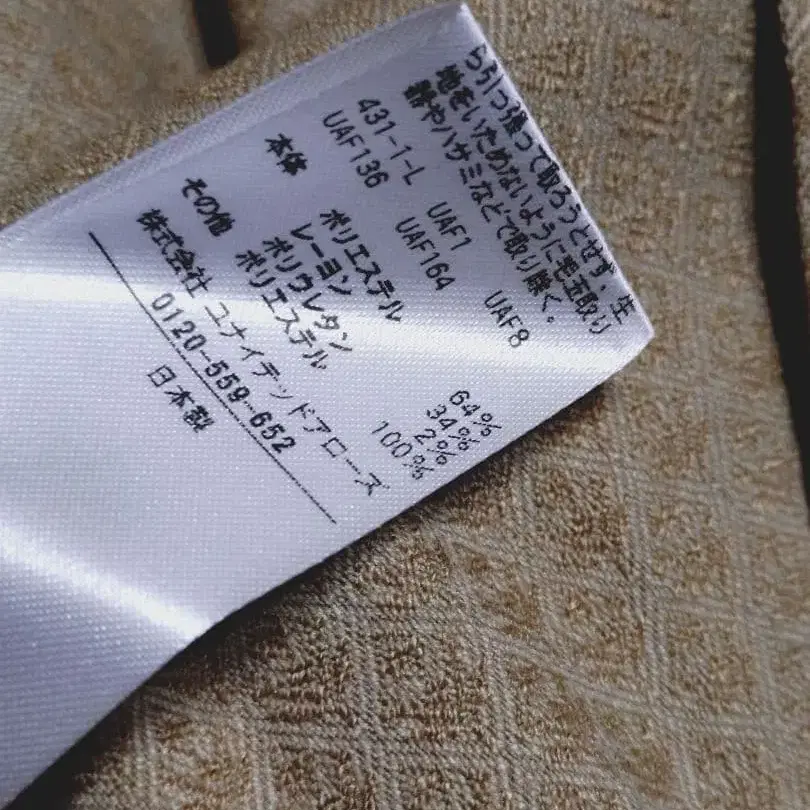 ら引っ張って取ろうとせず、生
地をいためないように毛玉取り
器やハサミなどで取り除く。
431-1-L UAF1 UAF8
UAF136 UAF164
本体 ポリエステル 64%
レーヨン 34%
ポリウレタン 2%
その他 ポリエステル 100%
株式会社 ユナイテッドアローズ
0120-559-652
日本製